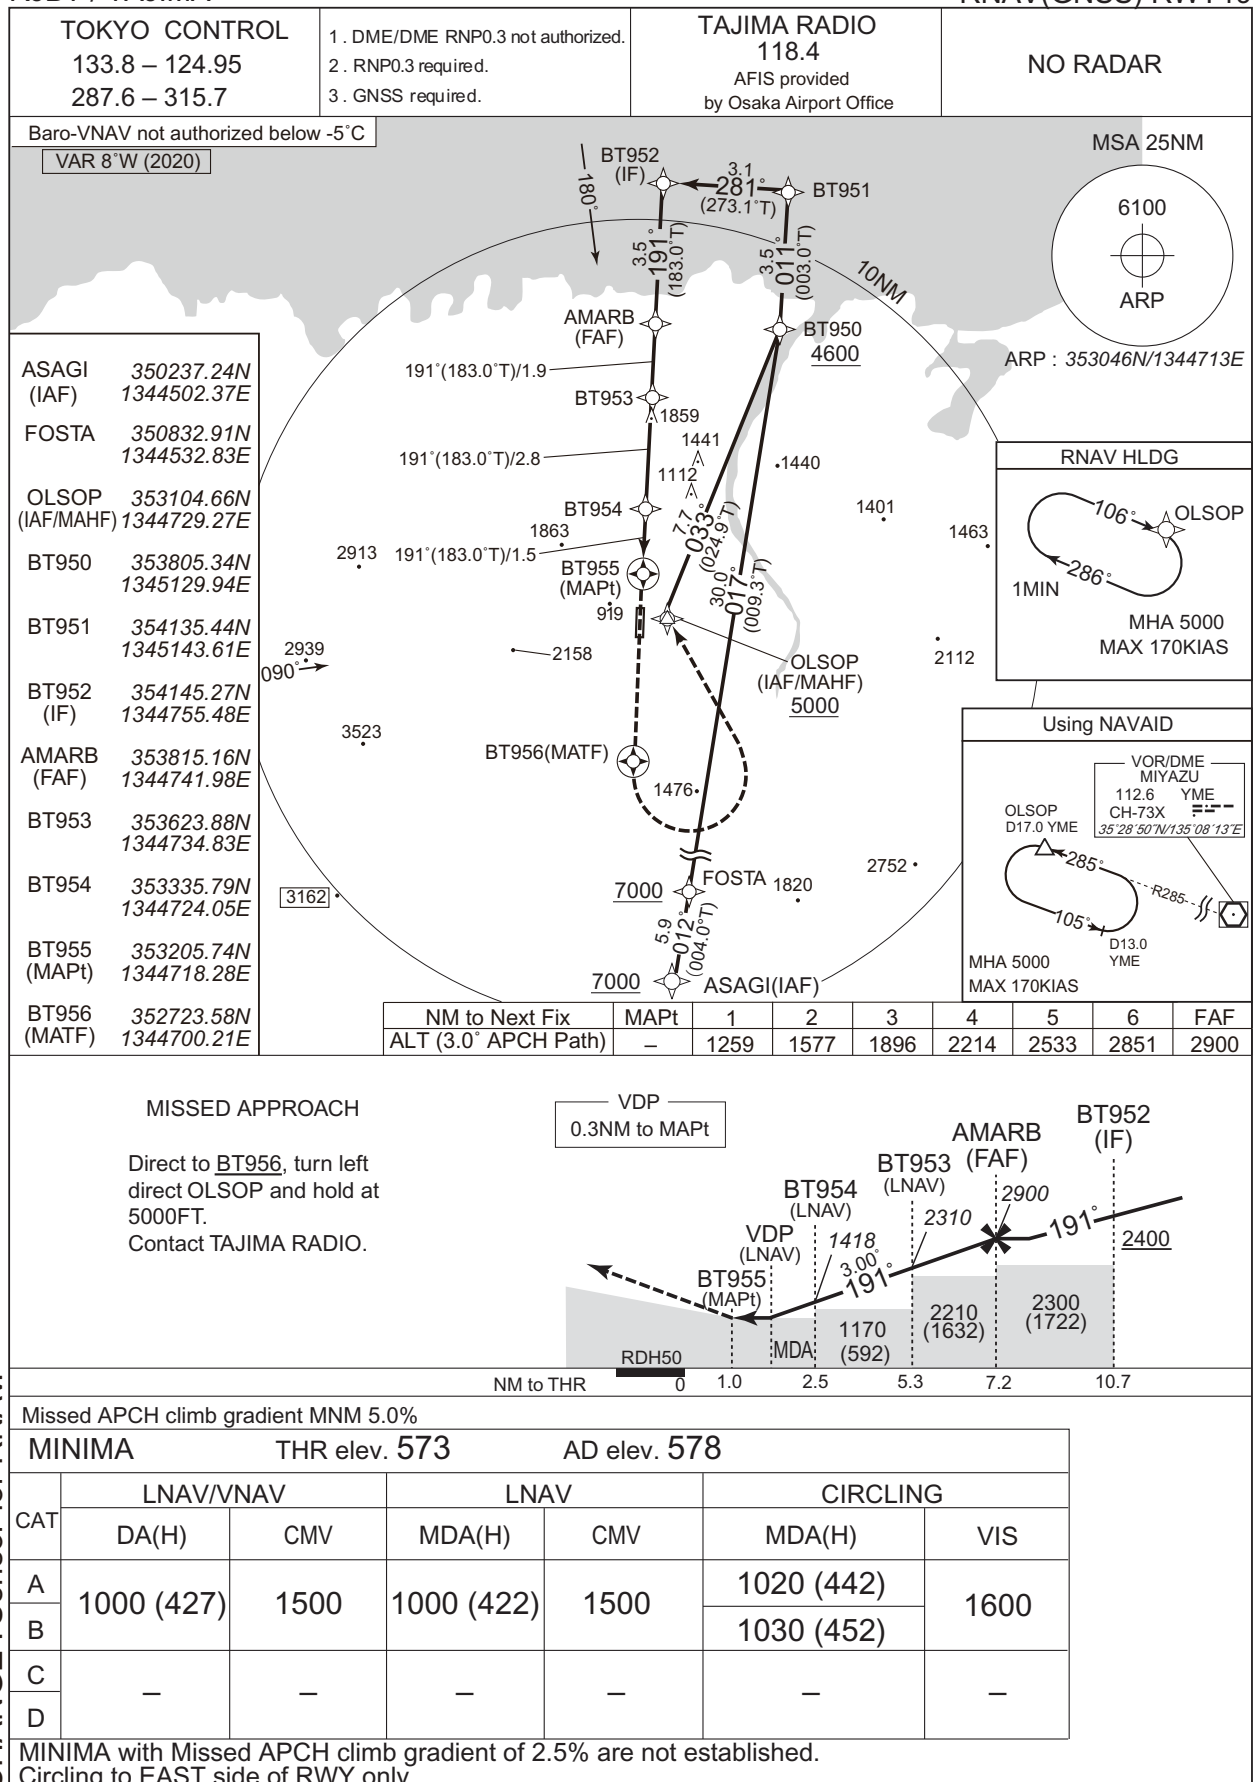 TOKYO CONTROL
133.8 – 124.95
287.6 – 315.7
1. DME/DME RNP0.3 not authorized.
2. RNP0.3 required.
3. GNSS required.
TAJIMA RADIO
118.4
AFIS provided
by Osaka Airport Office
NO RADAR
Baro-VNAV not authorized below -5˚C
VAR 8˚W (2020)
MSA 25NM
6100
ARP
ARP : 353046N/1344713E
180˚
BT952
(IF)
3.1
281˚
(273.1˚T)
BT951
3.5
191˚
(183.0˚T)
3.5
011˚
(003.0˚T)
10NM
AMARB
(FAF)
BT950
4600
191˚(183.0˚T)/1.9
BT953
1859
1441
191˚(183.0˚T)/2.8
1112
1440
BT954
1401
1863
1463
2913
191˚(183.0˚T)/1.5
7.7
033˚
(024.9˚T)
BT955
(MAPt)
30.0
017˚
(009.3˚T)
919
2939
2158
090˚
OLSOP
(IAF/MAHF)
5000
2112
3523
BT956(MATF)
1476
3162
7000
FOSTA
1820
2752
5.9
012˚
(004.0˚T)
7000
ASAGI(IAF)
ASAGI 350237.24N
(IAF) 1344502.37E
FOSTA 350832.91N
1344532.83E
OLSOP 353104.66N
(IAF/MAHF) 1344729.27E
BT950 353805.34N
1345129.94E
BT951 354135.44N
1345143.61E
BT952 354145.27N
(IF) 1344755.48E
AMARB 353815.16N
(FAF) 1344741.98E
BT953 353623.88N
1344734.83E
BT954 353335.79N
1344724.05E
BT955 353205.74N
(MAPt) 1344718.28E
BT956 352723.58N
(MATF) 1344700.21E
RNAV HLDG
106˚
OLSOP
286˚
1MIN
MHA 5000
MAX 170KIAS
Using NAVAID
VOR/DME
MIYAZU
112.6 YME
CH-73X
35˚28´50˝N/135˚08´13˝E
OLSOP
D17.0 YME
285˚
R285
105˚
D13.0
YME
MHA 5000
MAX 170KIAS
NM to Next Fix MAPt 1 2 3 4 5 6 FAF
ALT (3.0˚ APCH Path) – 1259 1577 1896 2214 2533 2851 2900
MISSED APPROACH
Direct to BT956, turn left
direct OLSOP and hold at
5000FT.
Contact TAJIMA RADIO.
VDP
0.3NM to MAPt
BT952
(IF)
AMARB
(FAF)
BT953
(LNAV)
BT954
(LNAV)
VDP
(LNAV)
BT955
(MAPt)
2900
2310
1418
3.00˚
191˚
191˚
2400
2300
(1722)
2210
(1632)
1170
(592)
MDA
RDH50
NM to THR 0 1.0 2.5 5.3 7.2 10.7
Missed APCH climb gradient MNM 5.0%
MINIMA THR elev. 573 AD elev. 578
CAT LNAV/VNAV LNAV CIRCLING
DA(H) CMV MDA(H) CMV MDA(H) VIS
A 1000 (427) 1500 1000 (422) 1500 1020 (442) 1600
B 1030 (452)
C – – – – – –
D
MINIMA with Missed APCH climb gradient of 2.5% are not established.
Circling to EAST side of RWY only